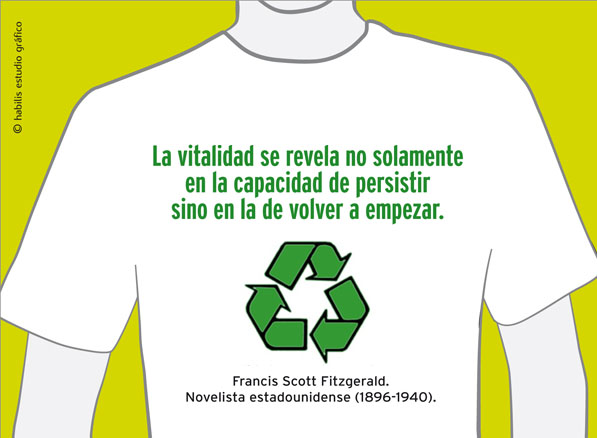 © habilis estudio gráfico
La vitalidad se revela no solamente
en la capacidad de persistir
sino en la de volver a empezar.
Francis Scott Fitzgerald.
Novelista estadounidense (1896-1940).